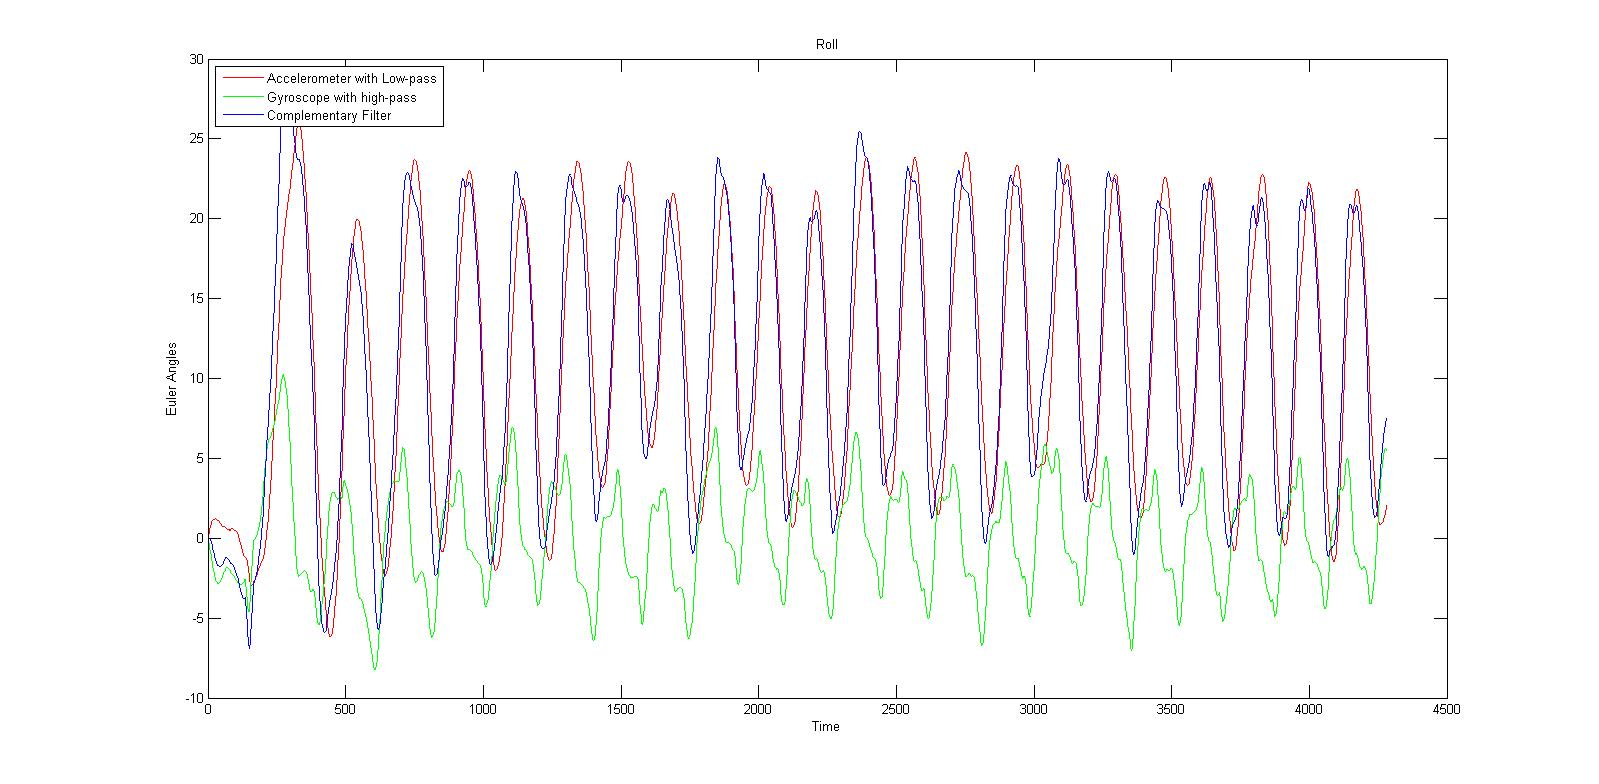 Roll
30
Accelerometer with Low-pass
Gyroscope with high-pass
Complementary Filter
25
20
15
10
5
0
-5
-10
Euler Angles
0 500 1000 1500 2000 2500 3000 3500 4000 4500
Time